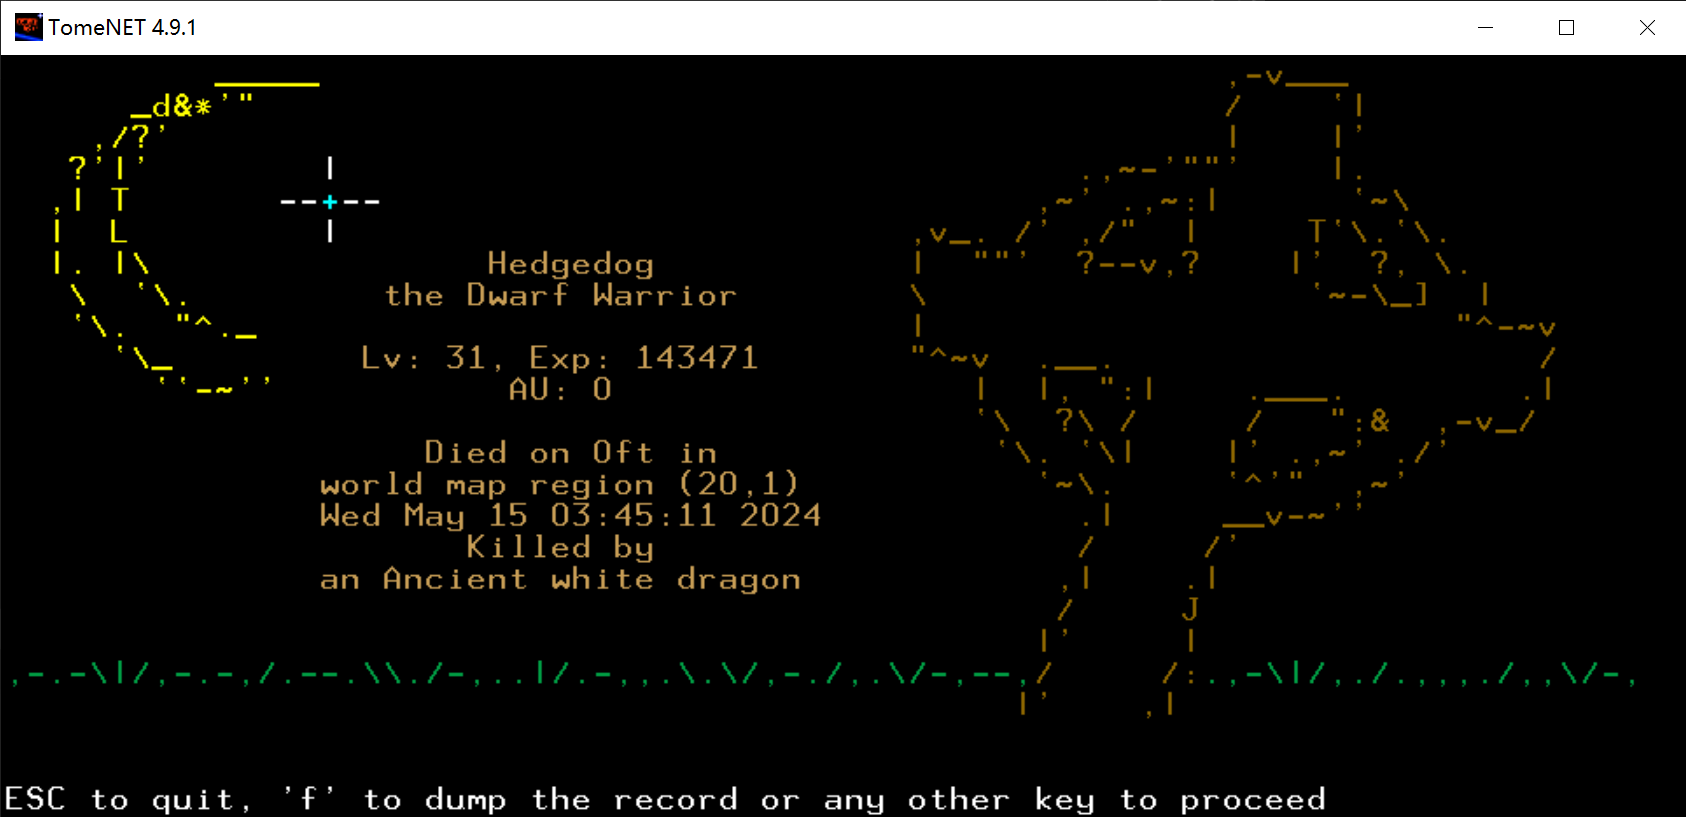 TomeNET 4.9.1
Hedgedog
the Dwarf Warrior
Lv: 31, Exp: 143471
AU: 0
Died on 0ft in
world map region (20,1)
Wed May 15 03:45:11 2024
Killed by
an Ancient white dragon
ESC to quit, 'f' to dump the record or any other key to proceed